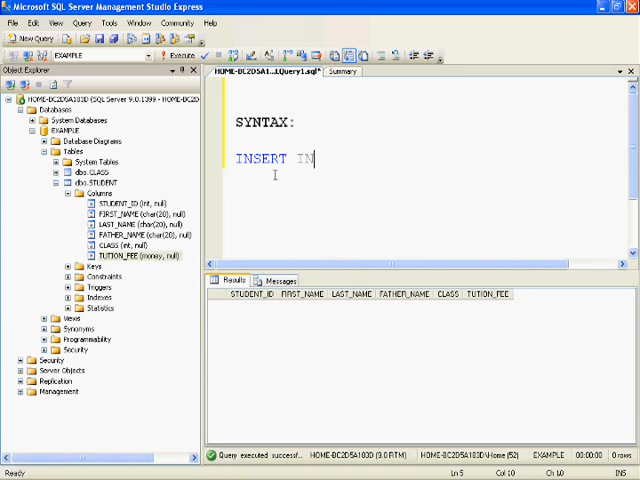 Microsoft SQL Server Management Studio Express
File Edit View Query Tools Window Community Help
New Query
EXAMPLE Execute
Object Explorer
HOME-BC2D5A183D (SQL Server 9.0.1399 - HOME-BC2D5
Databases
System Databases
EXAMPLE
Database Diagrams
Tables
System Tables
dbo.CLASS
dbo.STUDENT
Columns
STUDENT_ID (int, null)
FIRST_NAME (char(20), null)
LAST_NAME (char(20), null)
FATHER_NAME (char(20), null)
CLASS (int, null)
TUTION_FEE (money, null)
Keys
Constraints
Triggers
Indexes
Statistics
Views
Synonyms
Programmability
Security
Security
Server Objects
Replication
Management
HOME-BC2D5A1...LQuery1.sql* Summary
SYNTAX:
INSERT IN
Results Messages
STUDENT_ID FIRST_NAME LAST_NAME FATHER_NAME CLASS TUTION_FEE
Query executed successf... HOME-BC2D5A183D (9.0 RTM) HOME-BC2D5A183D\Home (52) EXAMPLE 00:00:00 0 rows
Ready Ln 5 Col 10 Ch 10 INS